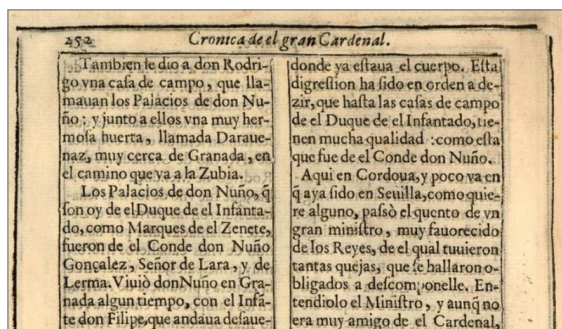 252 Cronica de el gran Cardenal.
Tambien se dio a don Rodri-
go vna casa de campo, que lla-
mauan los Palacios de don Nu-
ño: y junto a ellos vna muy her-
mosa huerta, llamada Daraue-
naz, muy cerca de Granada, en
el camino que va a la Zubia.
Los Palacios de don Nuño, q̃
son oy de el Duque de el Infanta-
do, como Marques de el Zenete,
fueron de el Conde don Nuño
Gonçalez, Señor de Lara, y de
Lerma. Viuiò don Nuño en Gra-
nada algun tiempo, con el Infã-
te don Filipe, que andaua desaue-
donde ya estaua el cuerpo. Esta
digression ha sido en orden a de-
zir, que hasta las casas de campo
de el Duque de el Infantado, tie-
nen mucha qualidad: como esta
que fue de el Conde don Nuño.
Aqui en Cordoua, y poco va en
q̃ aya sido en Seuilla, como quie-
re alguno, passò el quento de vn
gran ministro, muy fauorecido
de los Reyes, de el qual tuuieron
tantas quejas, que se hallaron o-
bligados a descomponelle. En-
tendiolo el Ministro, y aunq̃ no
era muy amigo de el Cardenal,